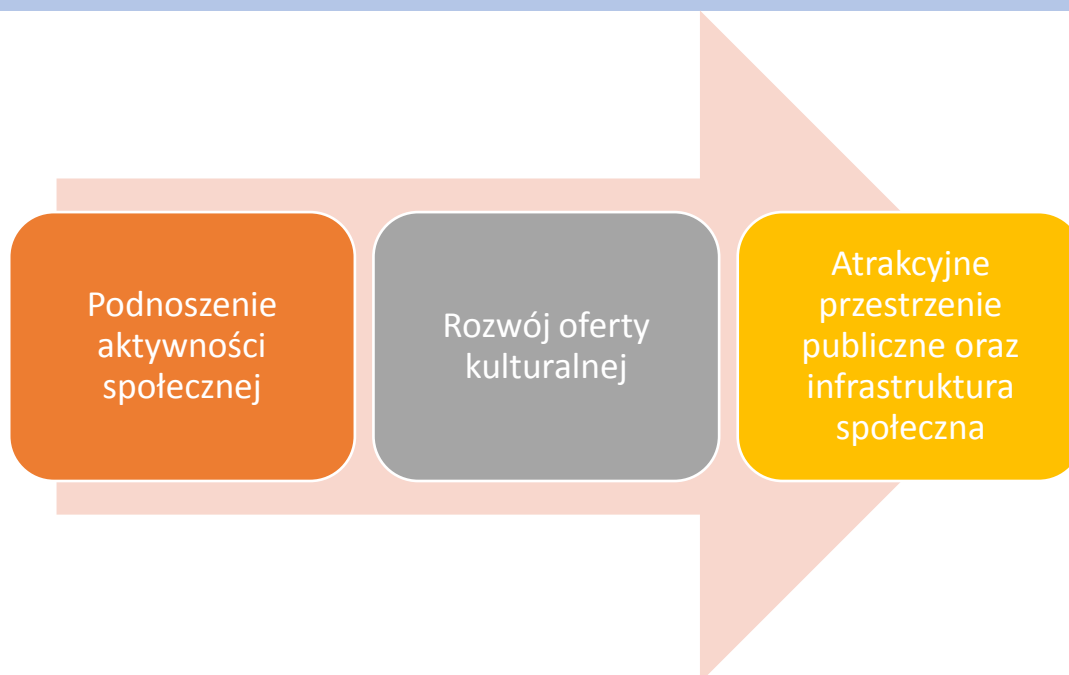 Podnoszenie
aktywności
społecznej
Rozwój oferty
kulturalnej
Atrakcyjne
przestrzenie
publiczne oraz
infrastruktura
społeczna